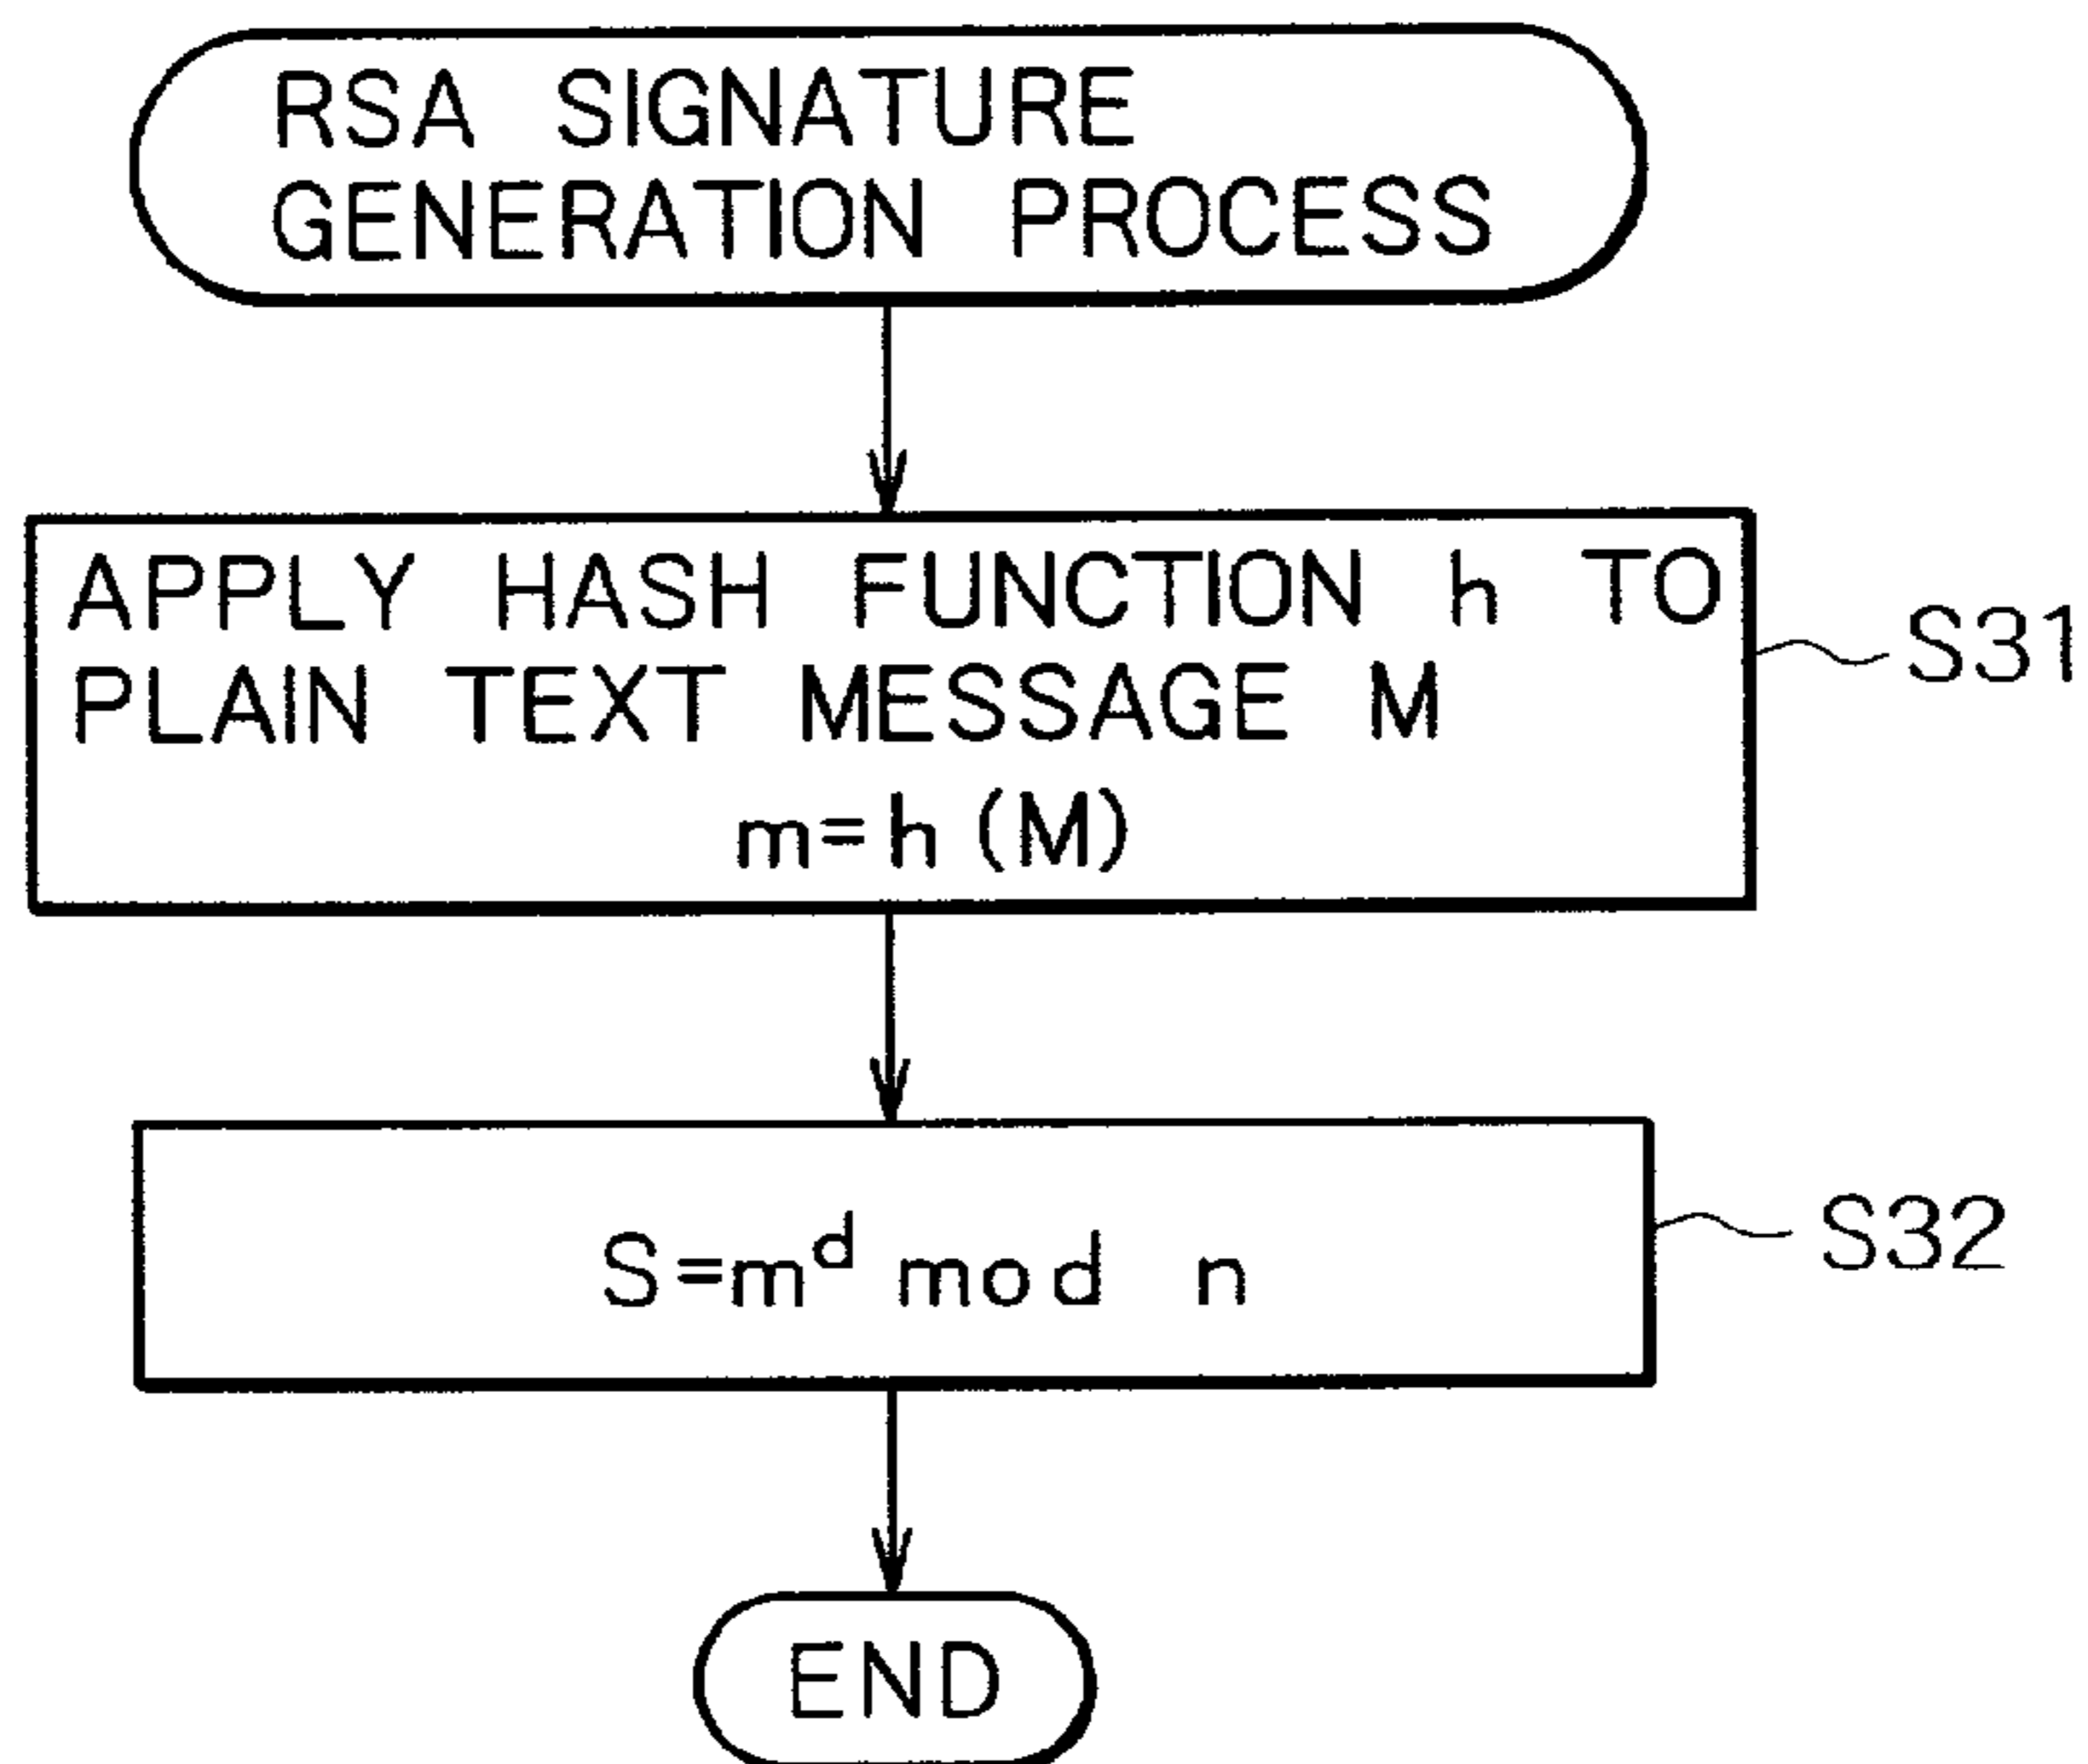 RSA SIGNATURE
GENERATION PROCESS
APPLY HASH FUNCTION h TO
PLAIN TEXT MESSAGE M
m=h (M)
S31
S=m^d mod n
S32
END